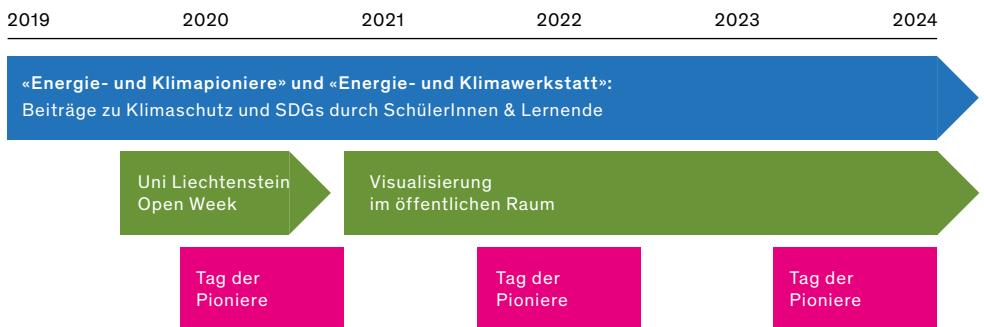 2019 2020 2021 2022 2023 2024
«Energie- und Klimapioniere» und «Energie- und Klimawerkstatt»:
Beiträge zu Klimaschutz und SDGs durch SchülerInnen & Lernende
Uni Liechtenstein
Open Week
Visualisierung
im öffentlichen Raum
Tag der
Pioniere
Tag der
Pioniere
Tag der
Pioniere